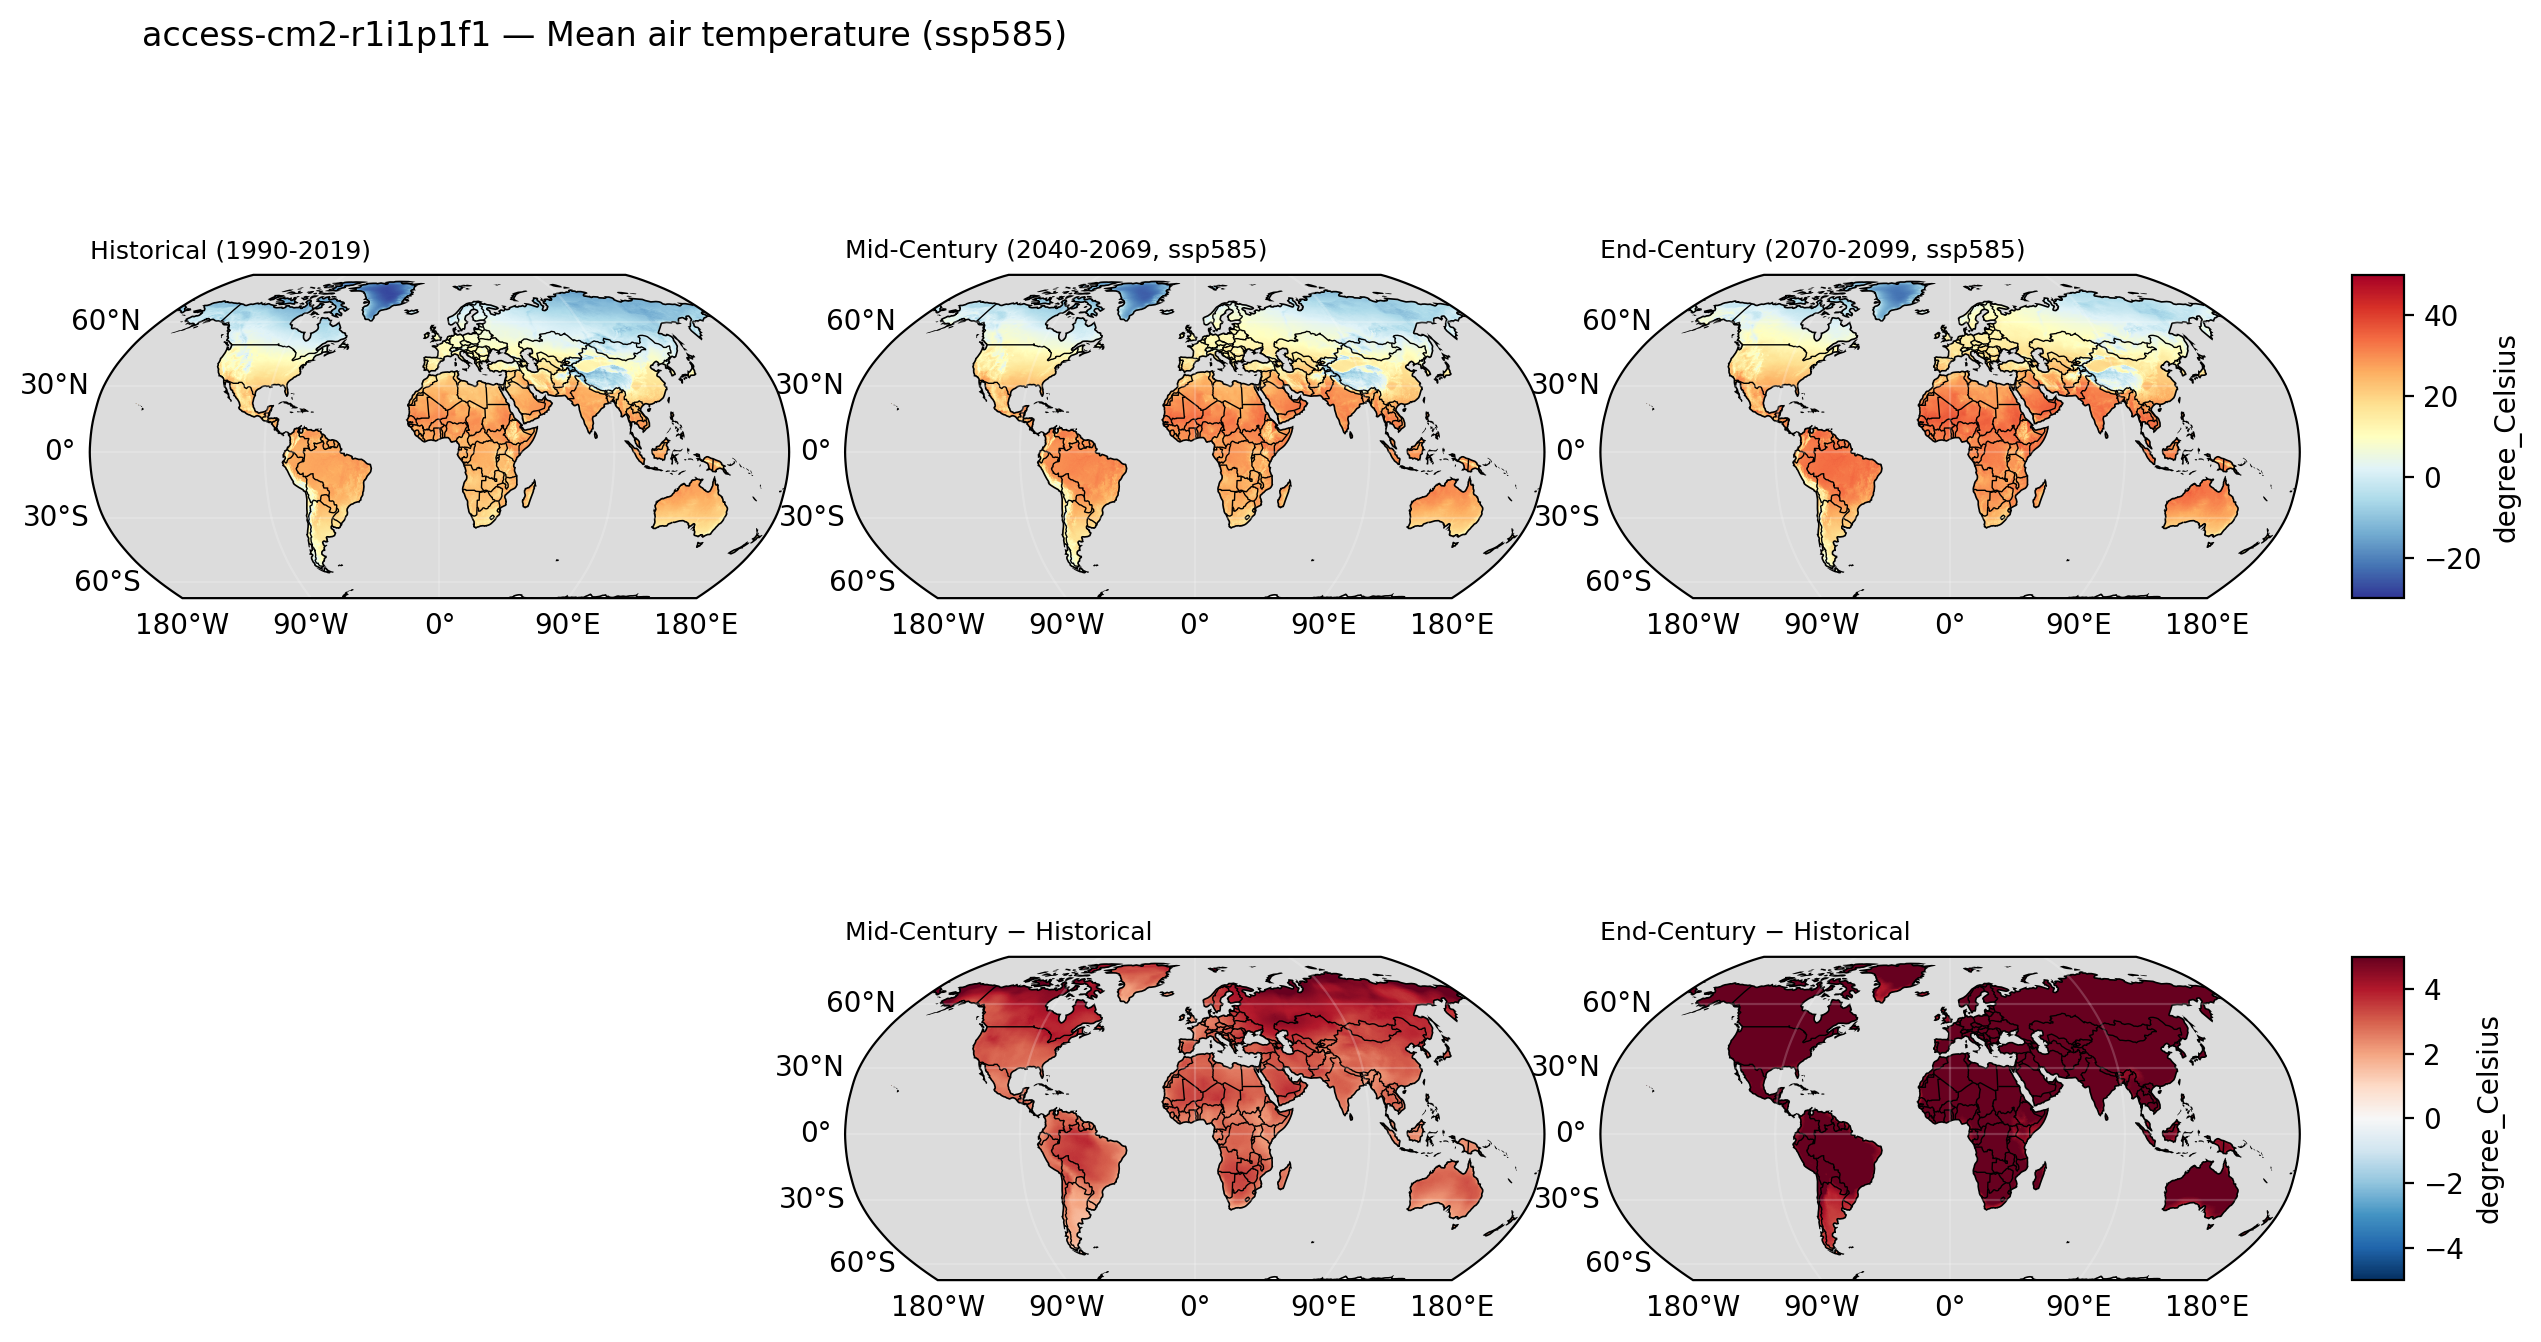 access-cm2-r1i1p1f1 — Mean air temperature (ssp585)
Historical (1990-2019)
Mid-Century (2040-2069, ssp585)
End-Century (2070-2099, ssp585)
60°N
30°N
0°
30°S
60°S
180°W 90°W 0° 90°E 180°E
60°N
30°N
0°
30°S
60°S
180°W 90°W 0° 90°E 180°E
60°N
30°N
0°
30°S
60°S
180°W 90°W 0° 90°E 180°E
40
20
0
−20
degree_Celsius
Mid-Century − Historical
End-Century − Historical
60°N
30°N
0°
30°S
60°S
180°W 90°W 0° 90°E 180°E
60°N
30°N
0°
30°S
60°S
180°W 90°W 0° 90°E 180°E
4
2
0
−2
−4
degree_Celsius